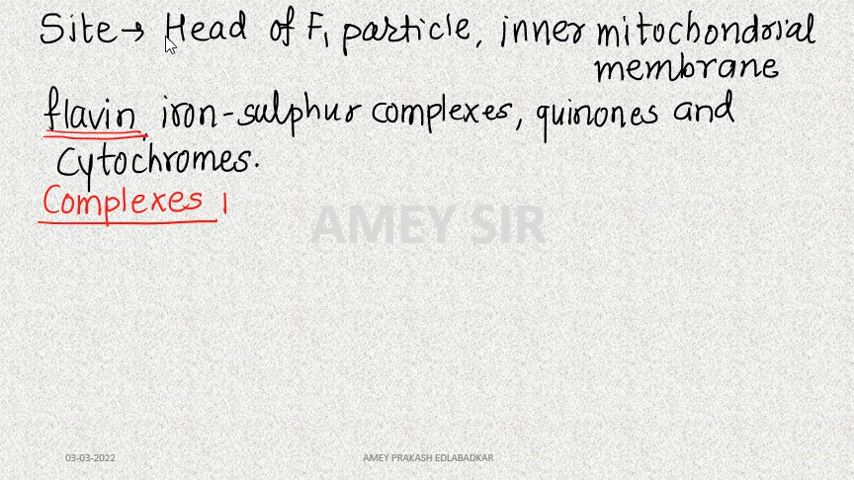 Site → Head of F₁ particle, inner mitochondrial
membrane
flavin, iron-sulphur complexes, quinones and
Cytochromes.
Complexes 1
AMEY SIR
03-03-2022 AMEY PRAKASH EDLABADKAR